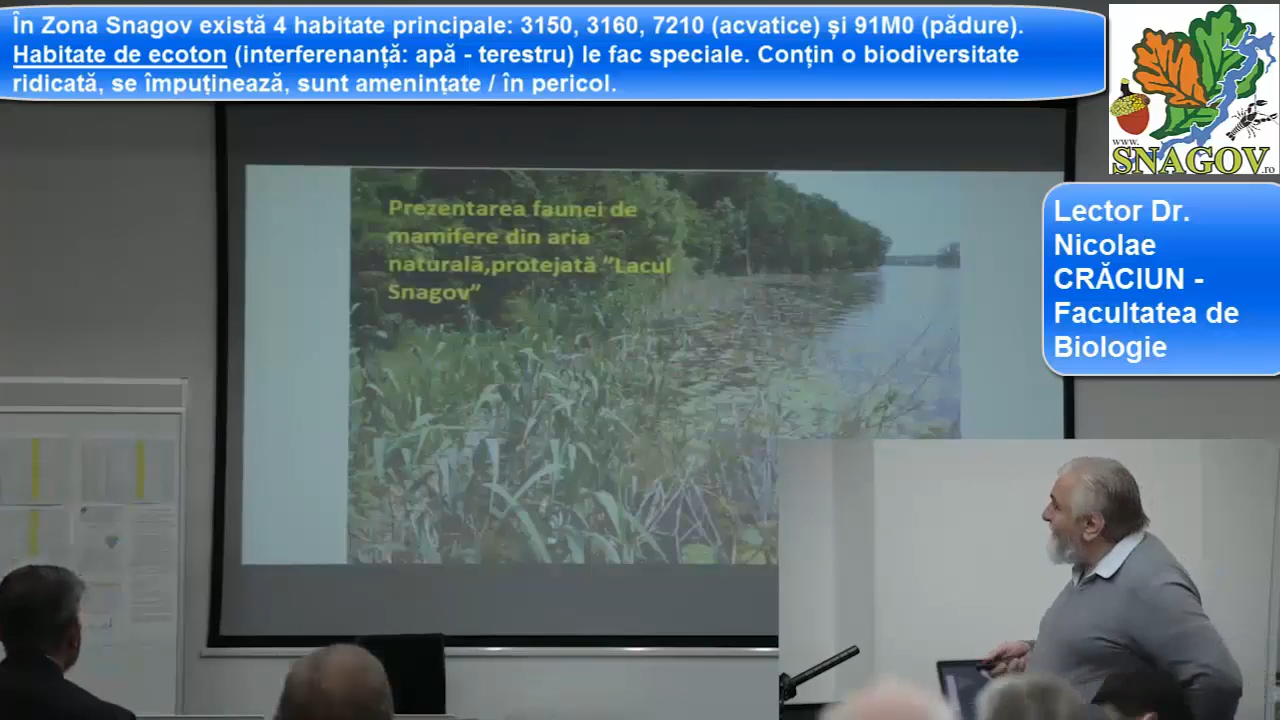 În Zona Snagov există 4 habitate principale: 3150, 3160, 7210 (acvatice) și 91M0 (pădure).
Habitate de ecoton (interferenanță: apă - terestru) le fac speciale. Conțin o biodiversitate
ridicată, se împuținează, sunt amenințate / în pericol.
www.
SNAGOV.ro
Lector Dr.
Nicolae
CRĂCIUN -
Facultatea de
Biologie
Prezentarea faunei de
mamifere din aria
naturală,protejată ”Lacul
Snagov”